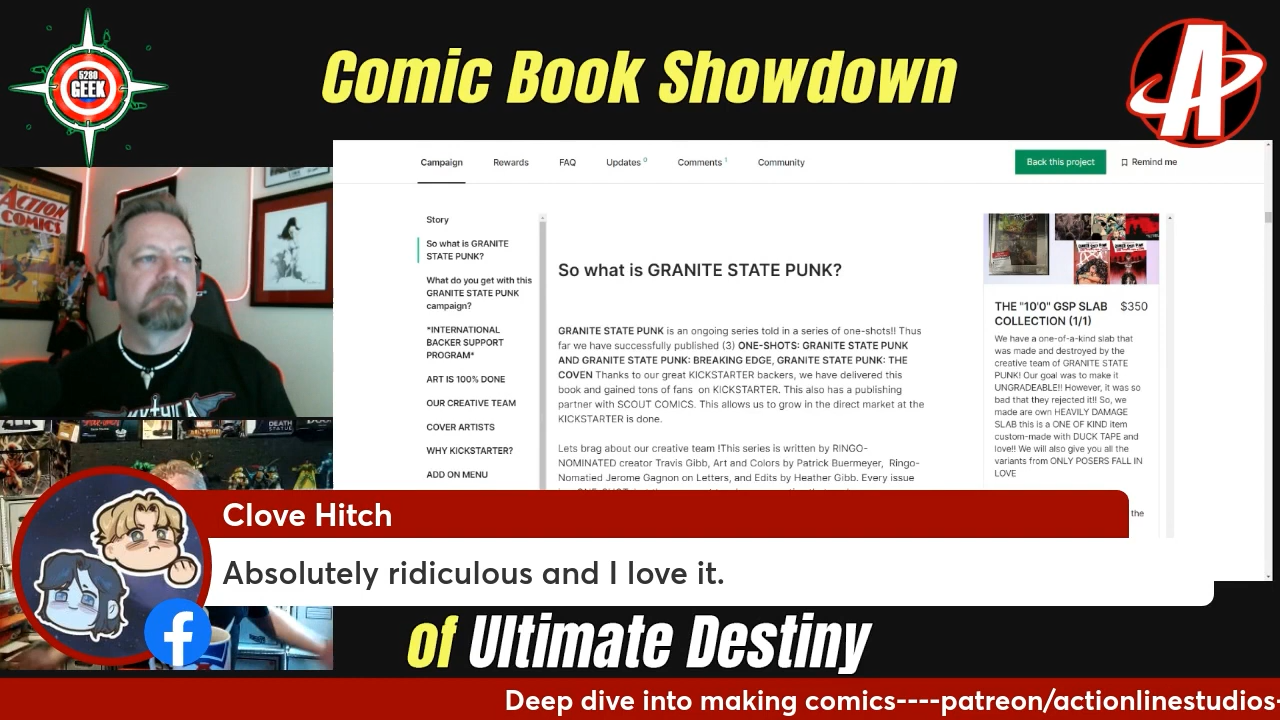 5280
GEEK
Comic Book Showdown
A
ACTION
COMICS
Campaign
Rewards
FAQ
Updates 0
Comments 1
Community
Back this project
Remind me
Story
So what is GRANITE
STATE PUNK?
What do you get with this
GRANITE STATE PUNK
campaign?
*INTERNATIONAL
BACKER SUPPORT
PROGRAM*
ART IS 100% DONE
OUR CREATIVE TEAM
COVER ARTISTS
WHY KICKSTARTER?
ADD ON MENU
So what is GRANITE STATE PUNK?
GRANITE STATE PUNK is an ongoing series told in a series of one-shots!! Thus
far we have successfully published (3) ONE-SHOTS: GRANITE STATE PUNK
AND GRANITE STATE PUNK: BREAKING EDGE, GRANITE STATE PUNK: THE
COVEN Thanks to our great KICKSTARTER backers, we have delivered this
book and gained tons of fans on KICKSTARTER. This also has a publishing
partner with SCOUT COMICS. This allows us to grow in the direct market at the
KICKSTARTER is done.
Lets brag about our creative team !This series is written by RINGO-
NOMINATED creator Travis Gibb, Art and Colors by Patrick Buermeyer, Ringo-
Nomatied Jerome Gagnon on Letters, and Edits by Heather Gibb. Every issue
THE "10'0" GSP SLAB $350
COLLECTION (1/1)
We have a one-of-a-kind slab that
was made and destroyed by the
creative team of GRANITE STATE
PUNK! Our goal was to make it
UNGRADEABLE!! However, it was so
bad that they rejected it!! So, we
made are own HEAVILY DAMAGE
SLAB this is a ONE OF KIND item
custom-made with DUCK TAPE and
love!! We will also give you all the
variants from ONLY POSERS FALL IN
LOVE
the
DEATH
STATUE
Clove Hitch
Absolutely ridiculous and I love it.
f
of Ultimate Destiny
Deep dive into making comics----patreon/actionlinestudios-